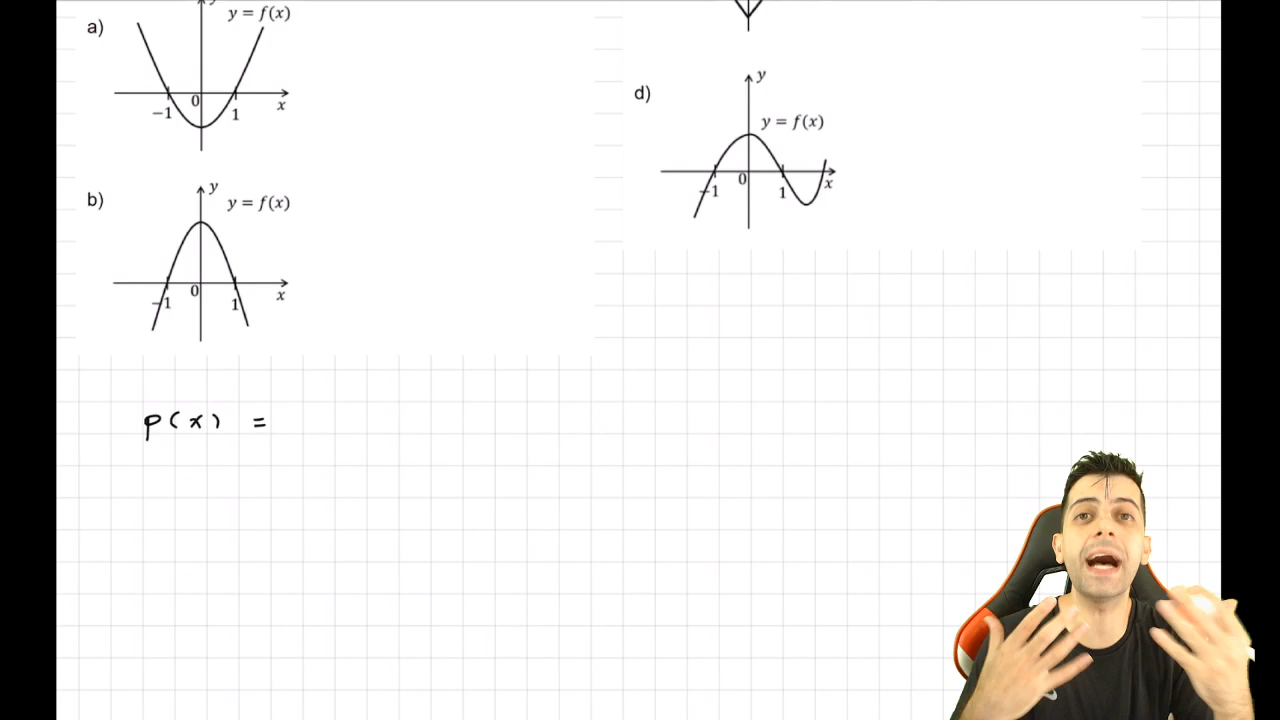 y
y = f(x)
a)
0
−1
1
x
b)
y
y = f(x)
0
−1
1
x
p(x) =
d)
y
y = f(x)
0
−1
1
x